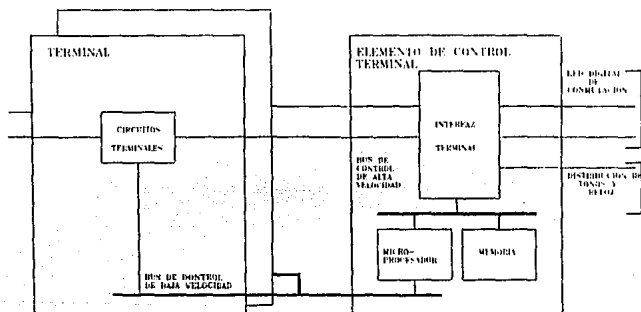 TERMINAL
ELEMENTO DE CONTROL
TERMINAL
RED DIGITAL
DE
CONMUTACION
CIRCUITOS
TERMINALES
INTERFAZ
TERMINAL
BUS DE
CONTROL
DE ALTA
VELOCIDAD
DISTRIBUCION DE
TONOS Y
RELOJ
MICRO-
PROCESADOR
MEMORIA
BUS DE DONTROL
DE BAJA VELOCIDAD